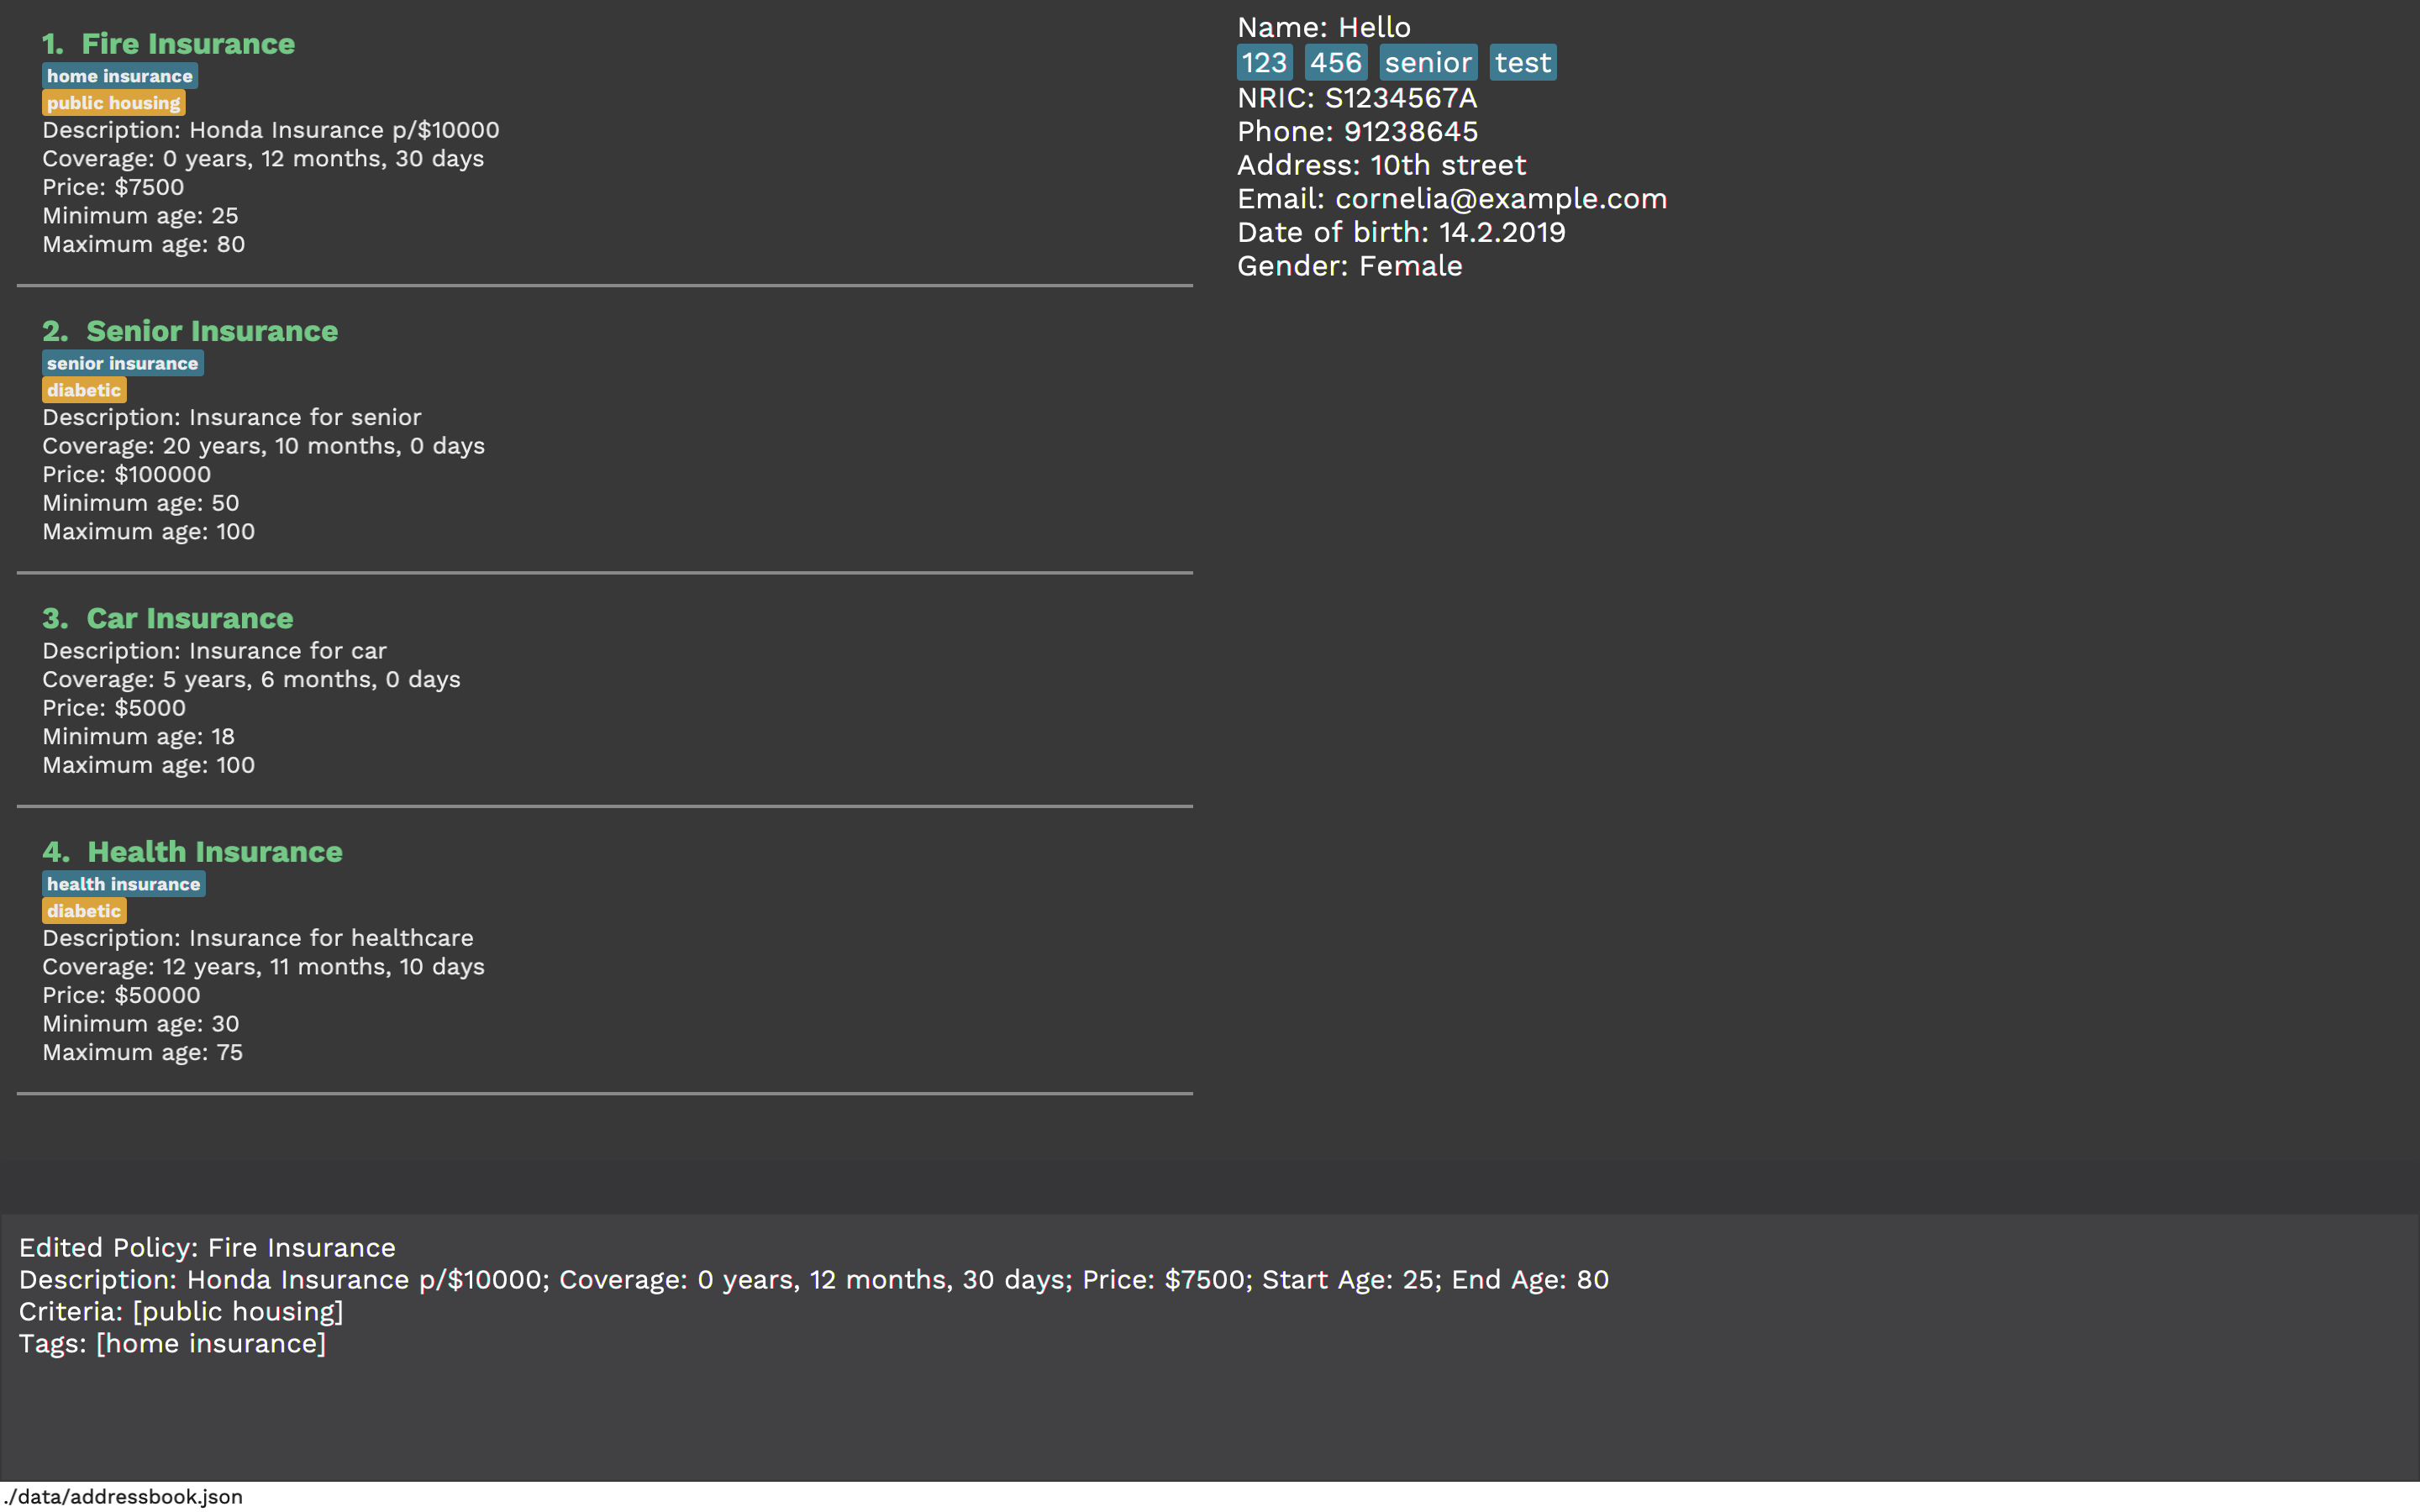 1. Fire Insurance
home insurance
public housing
Description: Honda Insurance p/$10000
Coverage: 0 years, 12 months, 30 days
Price: $7500
Minimum age: 25
Maximum age: 80
2. Senior Insurance
senior insurance
diabetic
Description: Insurance for senior
Coverage: 20 years, 10 months, 0 days
Price: $100000
Minimum age: 50
Maximum age: 100
3. Car Insurance
Description: Insurance for car
Coverage: 5 years, 6 months, 0 days
Price: $5000
Minimum age: 18
Maximum age: 100
4. Health Insurance
health insurance
diabetic
Description: Insurance for healthcare
Coverage: 12 years, 11 months, 10 days
Price: $50000
Minimum age: 30
Maximum age: 75
Name: Hello
123 456 senior test
NRIC: S1234567A
Phone: 91238645
Address: 10th street
Email: cornelia@example.com
Date of birth: 14.2.2019
Gender: Female
Edited Policy: Fire Insurance
Description: Honda Insurance p/$10000; Coverage: 0 years, 12 months, 30 days; Price: $7500; Start Age: 25; End Age: 80
Criteria: [public housing]
Tags: [home insurance]
./data/addressbook.json